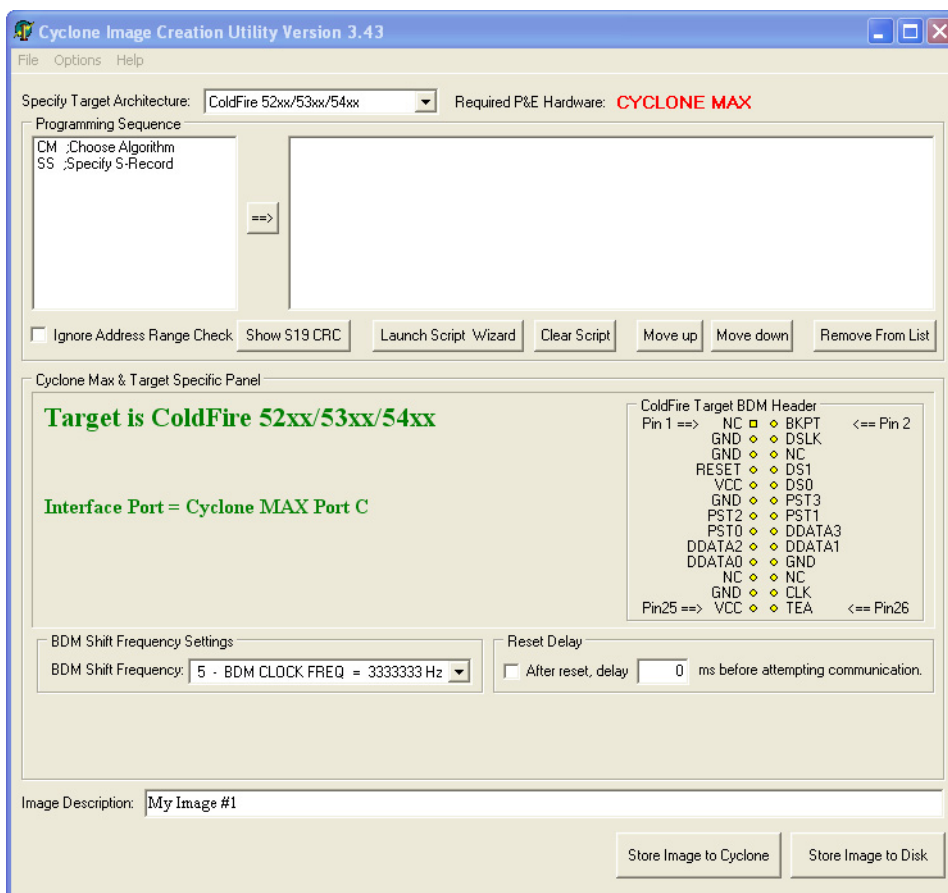 Cyclone Image Creation Utility Version 3.43
File Options Help
Specify Target Architecture: ColdFire 52xx/53xx/54xx Required P&E Hardware: CYCLONE MAX
Programming Sequence
CM ;Choose Algorithm
SS ;Specify S-Record
==>
Ignore Address Range Check Show S19 CRC Launch Script Wizard Clear Script Move up Move down Remove From List
Cyclone Max & Target Specific Panel
Target is ColdFire 52xx/53xx/54xx
Interface Port = Cyclone MAX Port C
ColdFire Target BDM Header
Pin 1 ==> NC BKPT <== Pin 2
GND DSLK
GND NC
RESET DS1
VCC DS0
GND PST3
PST2 PST1
PST0 DDATA3
DDATA2 DDATA1
DDATA0 GND
NC NC
GND CLK
Pin25 ==> VCC TEA <== Pin26
BDM Shift Frequency Settings
BDM Shift Frequency: 5 - BDM CLOCK FREQ = 3333333 Hz
Reset Delay
After reset, delay 0 ms before attempting communication.
Image Description: My Image #1
Store Image to Cyclone Store Image to Disk